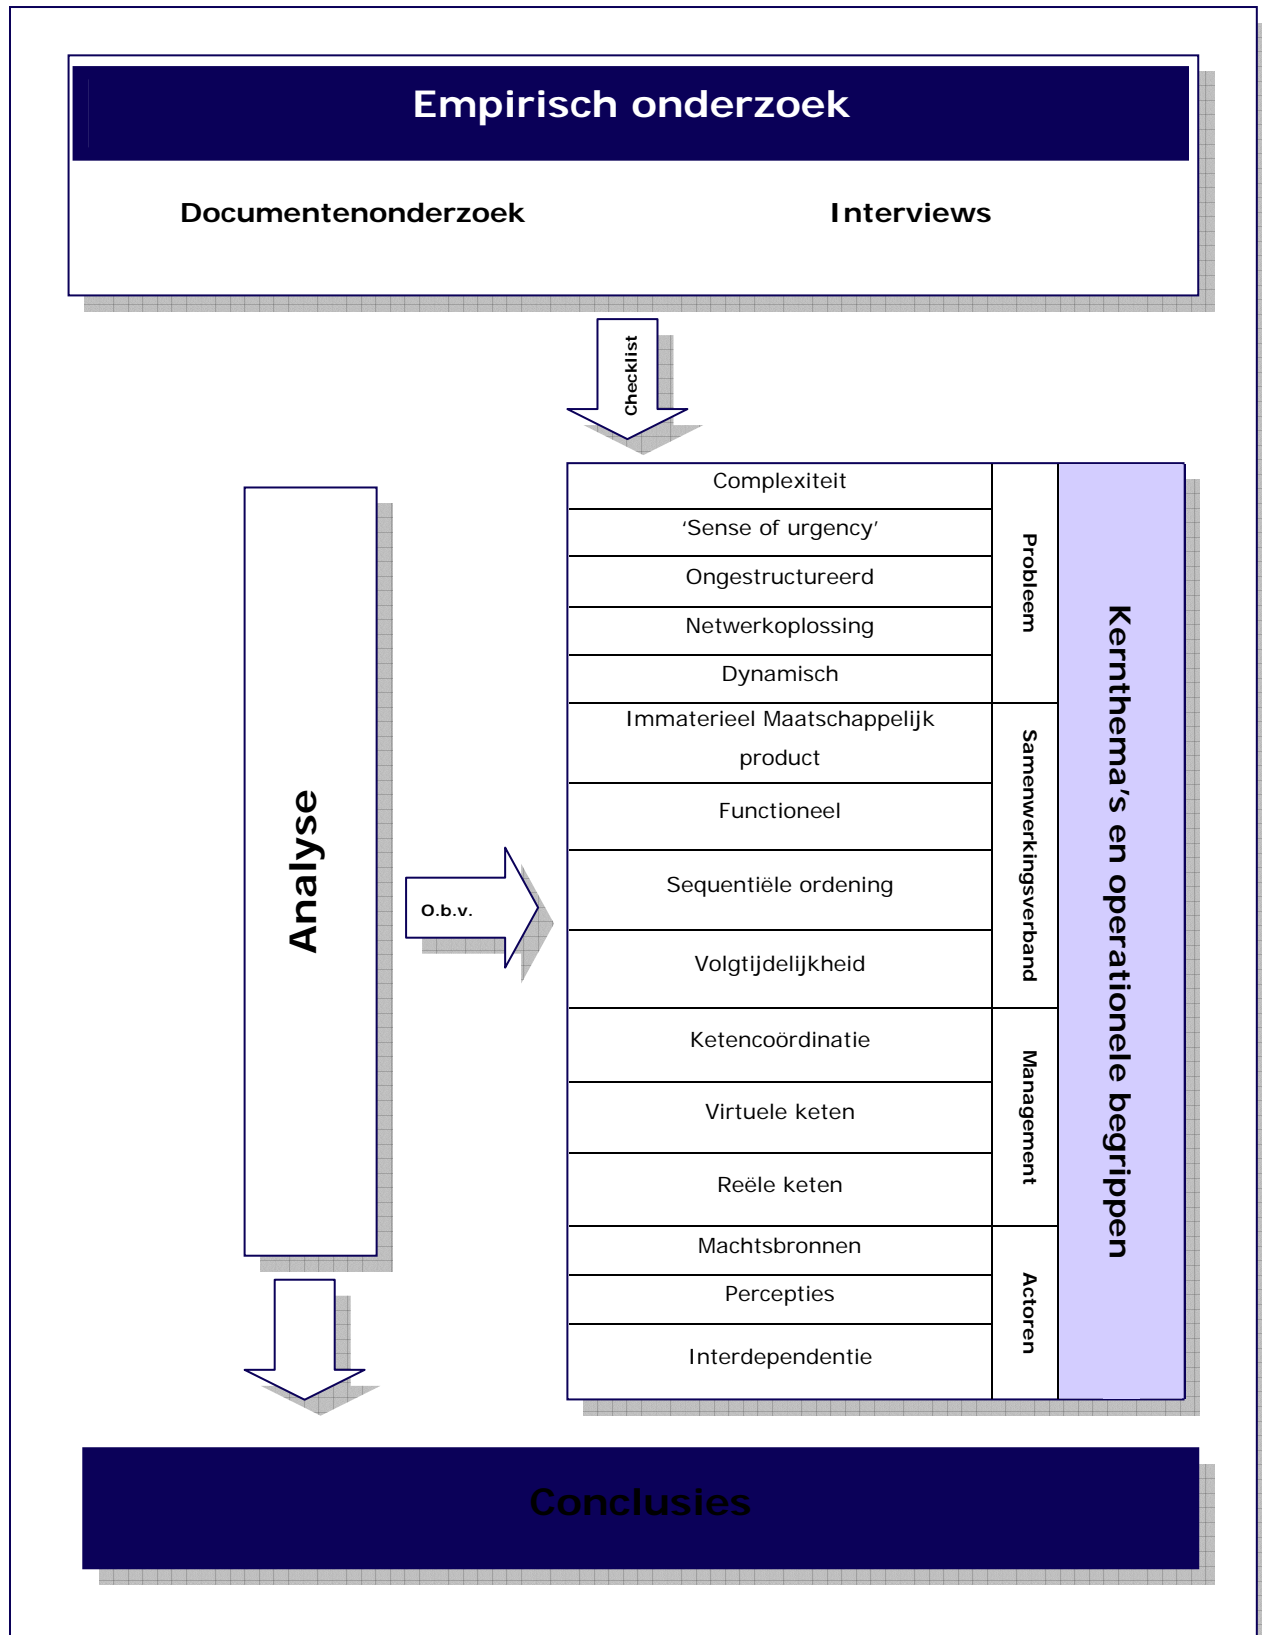 Empirisch onderzoek
Documentenonderzoek
Interviews
Checklist
Analyse
O.b.v.
Complexiteit
‘Sense of urgency’
Ongestructureerd
Netwerkoplossing
Dynamisch
Probleem
Immaterieel Maatschappelijk
product
Functioneel
Sequentiële ordening
Volgtijdelijkheid
Samenwerkingsverband
Ketencoördinatie
Virtuele keten
Reële keten
Management
Machtsbronnen
Percepties
Interdependentie
Actoren
Kernthema’s en operationele begrippen
Conclusies